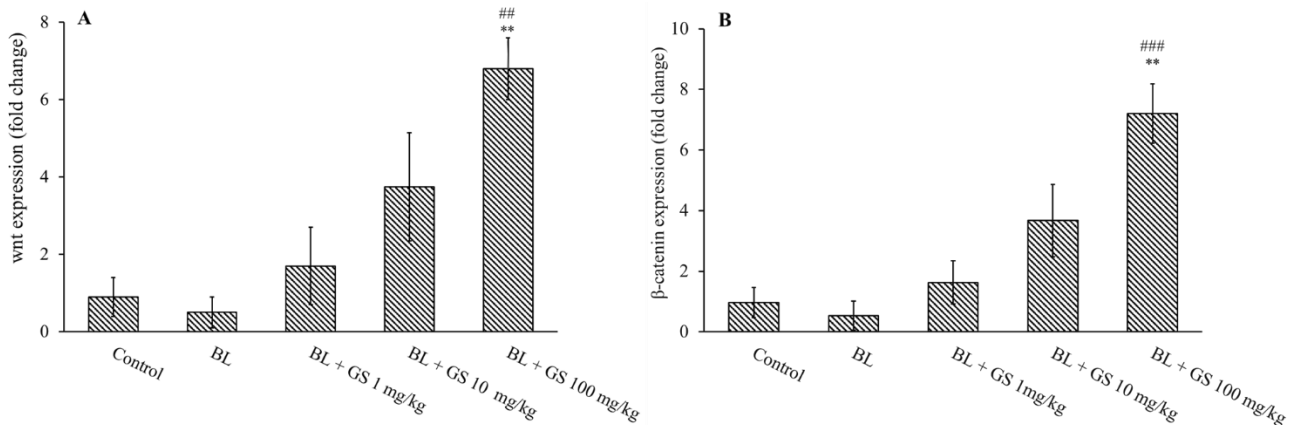 A
wnt expression (fold change)
8
6
4
2
0
##
**
Control
BL
BL + GS 1 mg/kg
BL + GS 10 mg/kg
BL + GS 100 mg/kg
B
β-catenin expression (fold change)
10
8
6
4
2
0
###
**
Control
BL
BL + GS 1mg/kg
BL + GS 10 mg/kg
BL + GS 100 mg/kg